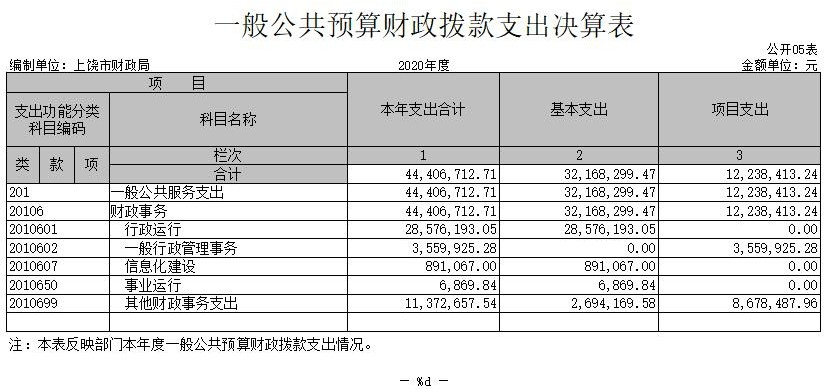 一般公共预算财政拨款支出决算表
公开05表
编制单位：上饶市财政局 2020年度 金额单位：元
项 目 本年支出合计 基本支出 项目支出
支出功能分类科目编码 科目名称
类 款 项 栏次 1 2 3
合计 44,406,712.71 32,168,299.47 12,238,413.24
201 一般公共服务支出 44,406,712.71 32,168,299.47 12,238,413.24
20106 财政事务 44,406,712.71 32,168,299.47 12,238,413.24
2010601 行政运行 28,576,193.05 28,576,193.05 0.00
2010602 一般行政管理事务 3,559,925.28 0.00 3,559,925.28
2010607 信息化建设 891,067.00 891,067.00 0.00
2010650 事业运行 6,869.84 6,869.84 0.00
2010699 其他财政事务支出 11,372,657.54 2,694,169.58 8,678,487.96
注：本表反映部门本年度一般公共预算财政拨款支出情况。
— %d —